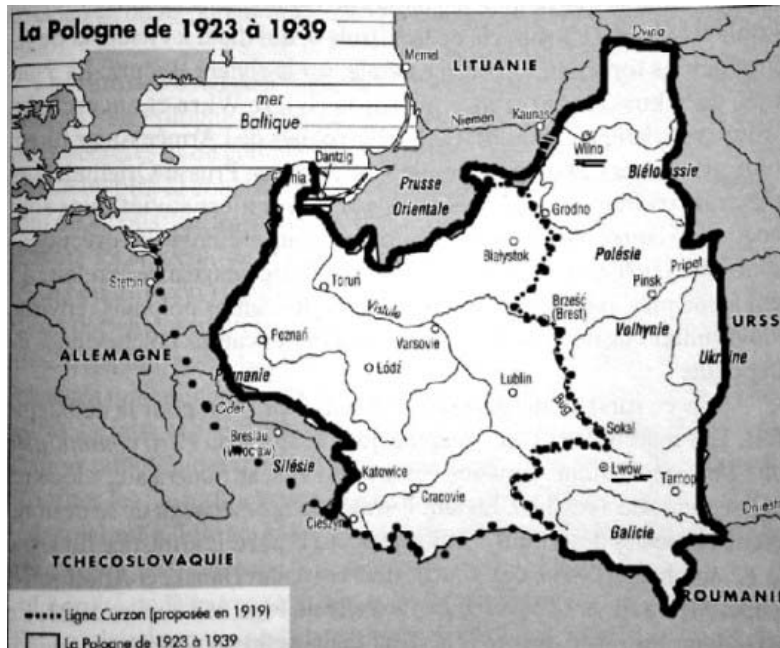 La Pologne de 1923 à 1939
Dvina
Memel
LITUANIE
mer
Baltique
Niemen
Kaunas
Wilno
Dantzig
Prusse
Orientale
Biélorussie
Grodno
Stettin
Bialystok
Polésie
Pripet
Toruń
Pinsk
Vistule
Brześć
(Brest)
URSS
Poznań
Varsovie
Volhynie
ALLEMAGNE
Ukraine
Posnanie
Łódź
Lublin
Oder
Bug
Breslau
(Wrocław)
Sokal
Silésie
Katowice
Lwów
Cracovie
Tarnop
Cieszyn
Dniestr
Galicie
TCHECOSLOVAQUIE
ROUMANIE
Ligne Curzon (proposée en 1919)
La Pologne de 1923 à 1939